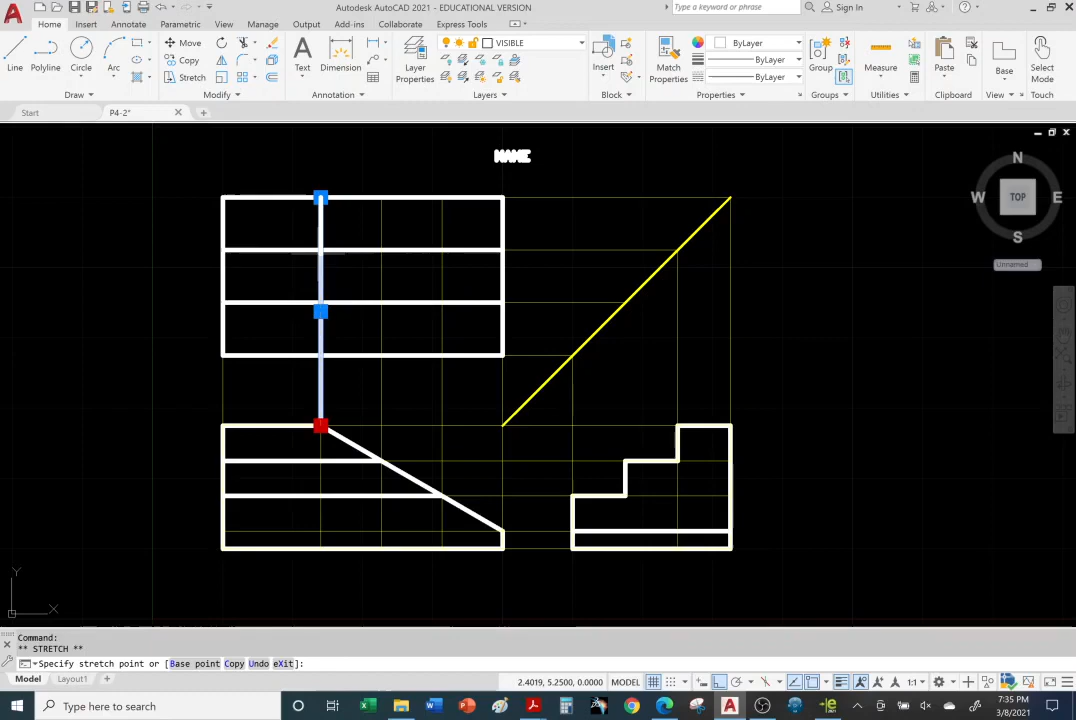 Autodesk AutoCAD 2021 - EDUCATIONAL VERSION
Type a keyword or phrase
Sign In
Home Insert Annotate Parametric View Manage Output Add-ins Collaborate Express Tools
Line Polyline Circle Arc
Move
Copy
Stretch
Text Dimension
Layer
Properties
VISIBLE
Insert
Match
Properties
ByLayer
ByLayer
ByLayer
Group Measure Paste Base
Select
Mode
Draw Modify Annotation Layers Block Properties Groups Utilities Clipboard View Touch
Start P4-2*
NAME
N
W TOP E
S
Unnamed
Y
X
Command:
** STRETCH **
Specify stretch point or [Base point Copy Undo eXit]:
Model Layout1
2.4019, 5.2500, 0.0000 MODEL 1:1
Type here to search
7:35 PM
3/8/2021